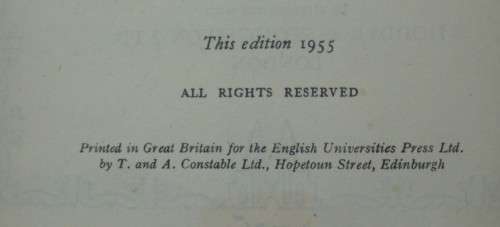 This edition 1955
ALL RIGHTS RESERVED
Printed in Great Britain for the English Universities Press Ltd.
by T. and A. Constable Ltd., Hopetoun Street, Edinburgh